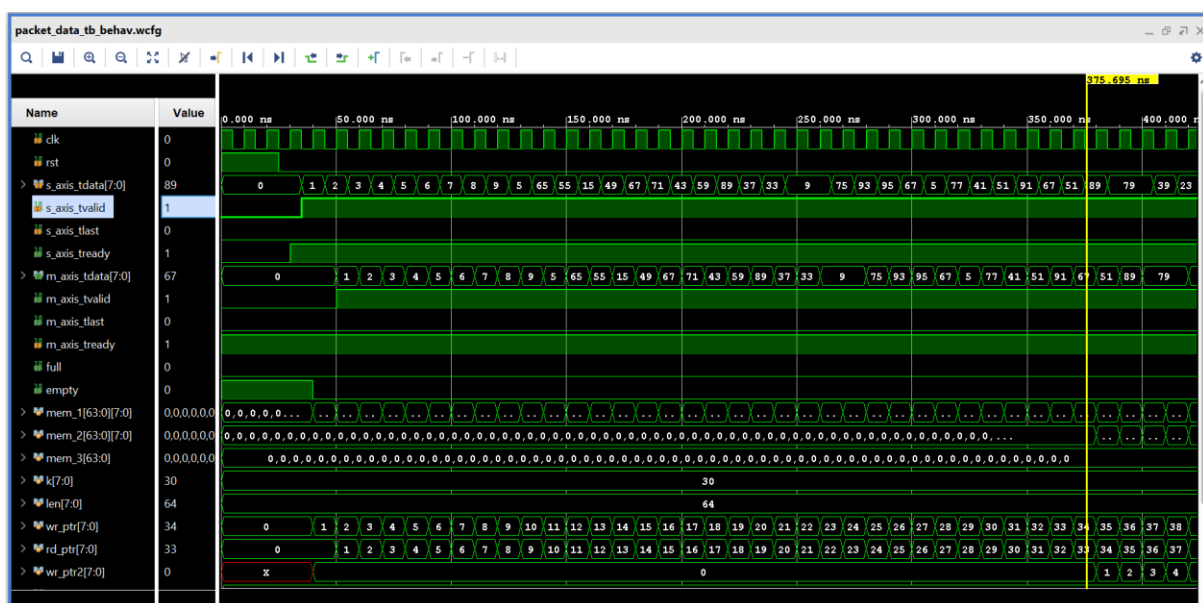 packet_data_tb_behav.wcfg
375.695 ns
Name Value 0.000 ns 50.000 ns 100.000 ns 150.000 ns 200.000 ns 250.000 ns 300.000 ns 350.000 ns 400.000 n
clk 0
rst 0
s_axis_tdata[7:0] 89 0 1 2 3 4 5 6 7 8 9 5 65 55 15 49 67 71 43 59 89 37 33 9 75 93 95 67 5 77 41 51 91 67 51 89 79 39 23
s_axis_tvalid 1
s_axis_tlast 0
s_axis_tready 1
m_axis_tdata[7:0] 67 0 1 2 3 4 5 6 7 8 9 5 65 55 15 49 67 71 43 59 89 37 33 9 75 93 95 67 5 77 41 51 91 67 51 89 79
m_axis_tvalid 1
m_axis_tlast 0
m_axis_tready 1
full 0
empty 0
mem_1[63:0][7:0] 0,0,0,0,0,0 0,0,0,0,0...
mem_2[63:0][7:0] 0,0,0,0,0,0
mem_3[63:0] 0,0,0,0,0,0
k[7:0] 30 30
len[7:0] 64 64
wr_ptr[7:0] 34 0 1 2 3 4 5 6 7 8 9 10 11 12 13 14 15 16 17 18 19 20 21 22 23 24 25 26 27 28 29 30 31 32 33 34 35 36 37 38
rd_ptr[7:0] 33 0 1 2 3 4 5 6 7 8 9 10 11 12 13 14 15 16 17 18 19 20 21 22 23 24 25 26 27 28 29 30 31 32 33 34 35 36 37
wr_ptr2[7:0] 0 X 0 1 2 3 4